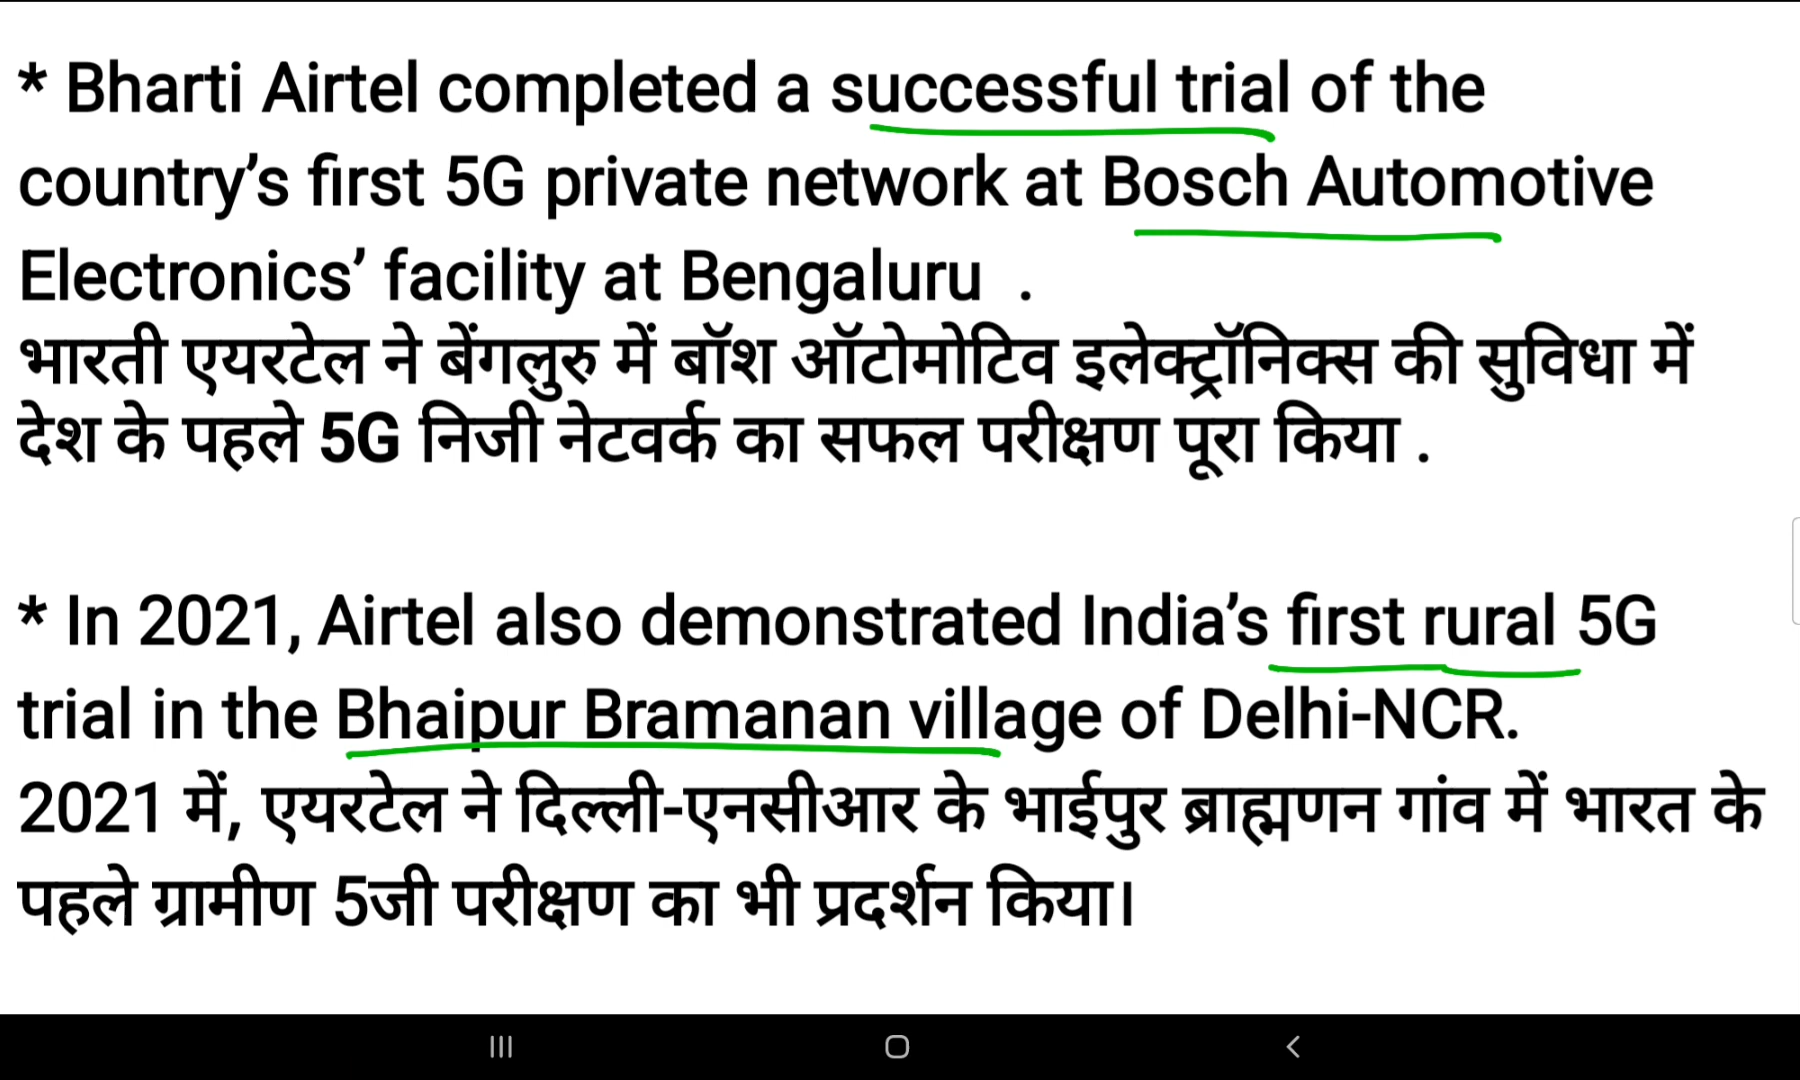 * Bharti Airtel completed a successful trial of the
country’s first 5G private network at Bosch Automotive
Electronics’ facility at Bengaluru  .
भारती एयरटेल ने बेंगलुरु में बॉश ऑटोमोटिव इलेक्ट्रॉनिक्स की सुविधा में
देश के पहले 5G निजी नेटवर्क का सफल परीक्षण पूरा किया .
* In 2021, Airtel also demonstrated India’s first rural 5G
trial in the Bhaipur Bramanan village of Delhi-NCR.
2021 में, एयरटेल ने दिल्ली-एनसीआर के भाईपुर ब्राह्मणन गांव में भारत के
पहले ग्रामीण 5जी परीक्षण का भी प्रदर्शन किया।